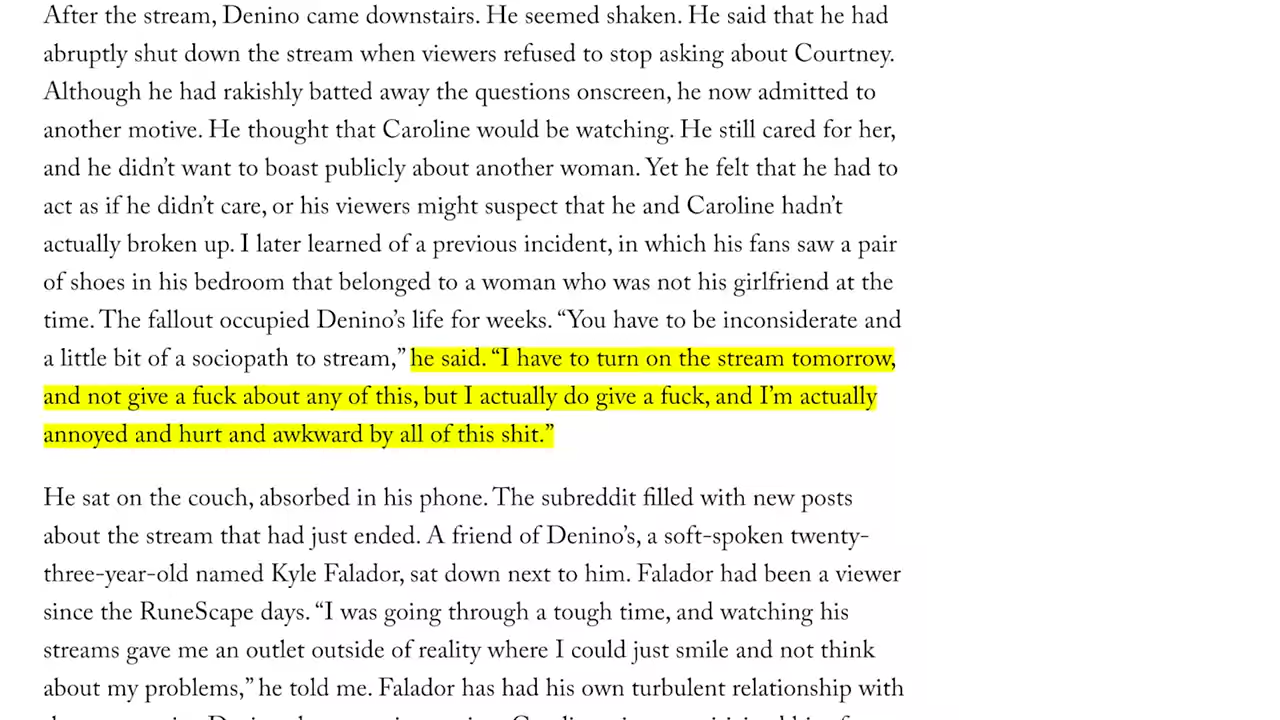 After the stream, Denino came downstairs. He seemed shaken. He said that he had
abruptly shut down the stream when viewers refused to stop asking about Courtney.
Although he had rakishly batted away the questions onscreen, he now admitted to
another motive. He thought that Caroline would be watching. He still cared for her,
and he didn’t want to boast publicly about another woman. Yet he felt that he had to
act as if he didn’t care, or his viewers might suspect that he and Caroline hadn’t
actually broken up. I later learned of a previous incident, in which his fans saw a pair
of shoes in his bedroom that belonged to a woman who was not his girlfriend at the
time. The fallout occupied Denino’s life for weeks. “You have to be inconsiderate and
a little bit of a sociopath to stream,” he said. “I have to turn on the stream tomorrow,
and not give a fuck about any of this, but I actually do give a fuck, and I’m actually
annoyed and hurt and awkward by all of this shit.”
He sat on the couch, absorbed in his phone. The subreddit filled with new posts
about the stream that had just ended. A friend of Denino’s, a soft-spoken twenty-
three-year-old named Kyle Falador, sat down next to him. Falador had been a viewer
since the RuneScape days. “I was going through a tough time, and watching his
streams gave me an outlet outside of reality where I could just smile and not think
about my problems,” he told me. Falador has had his own turbulent relationship with